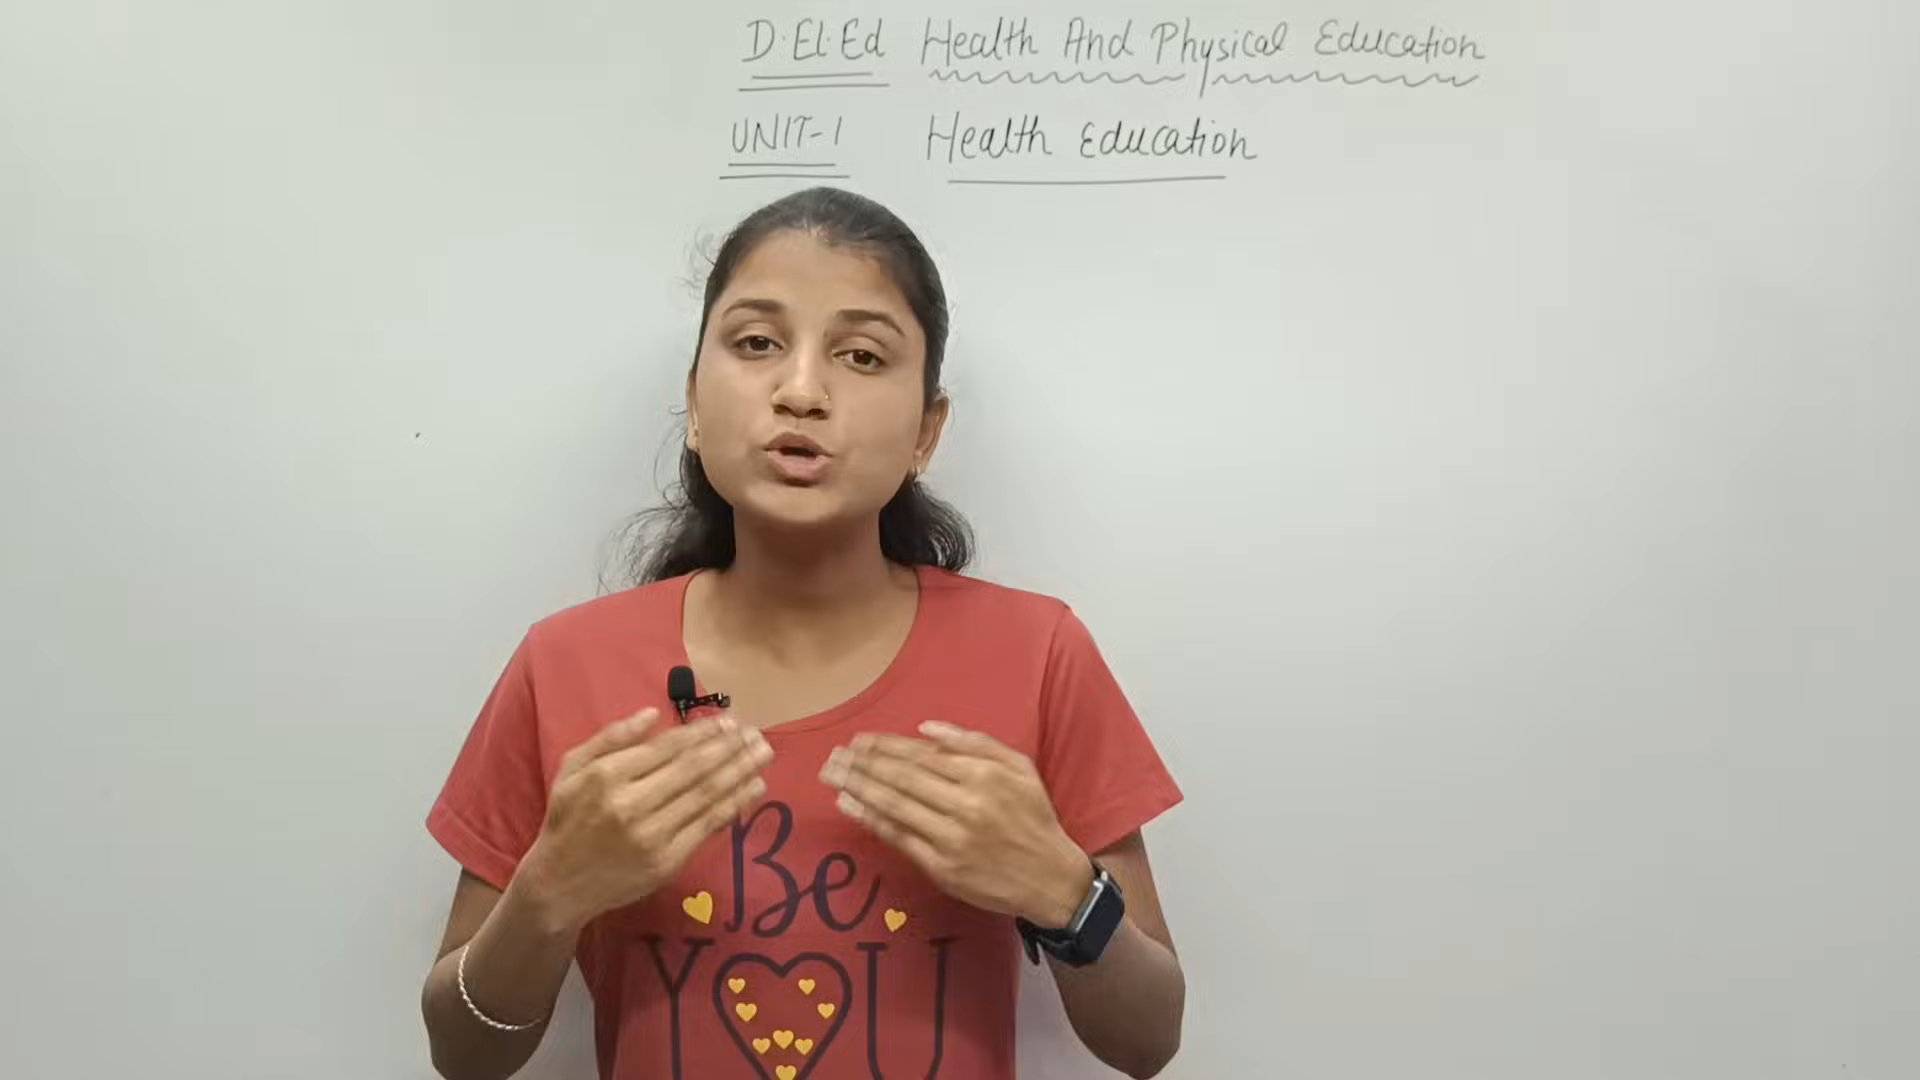 D.El.Ed Health And Physical Education
UNIT-1 Health Education
Be
YOU